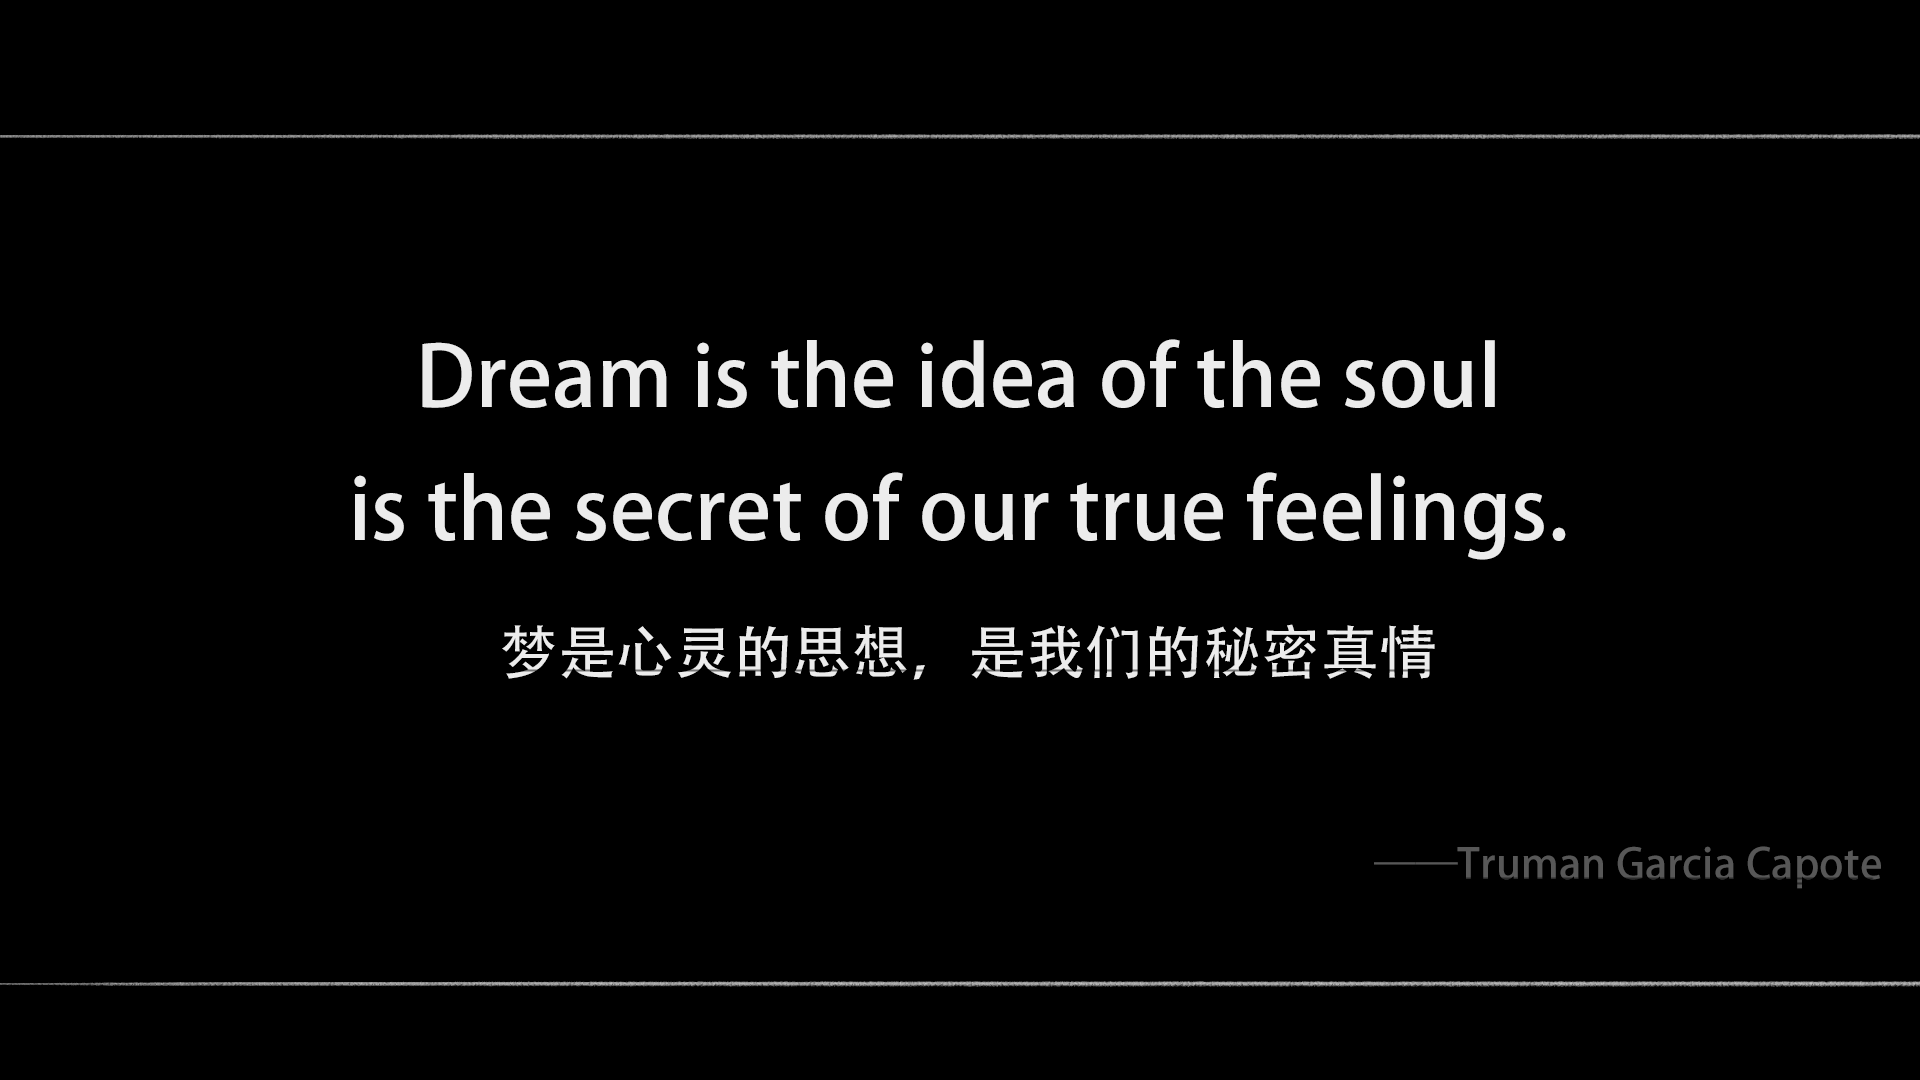 Dream is the idea of the soul
is the secret of our true feelings.
梦是心灵的思想，是我们的秘密真情
——Truman Garcia Capote